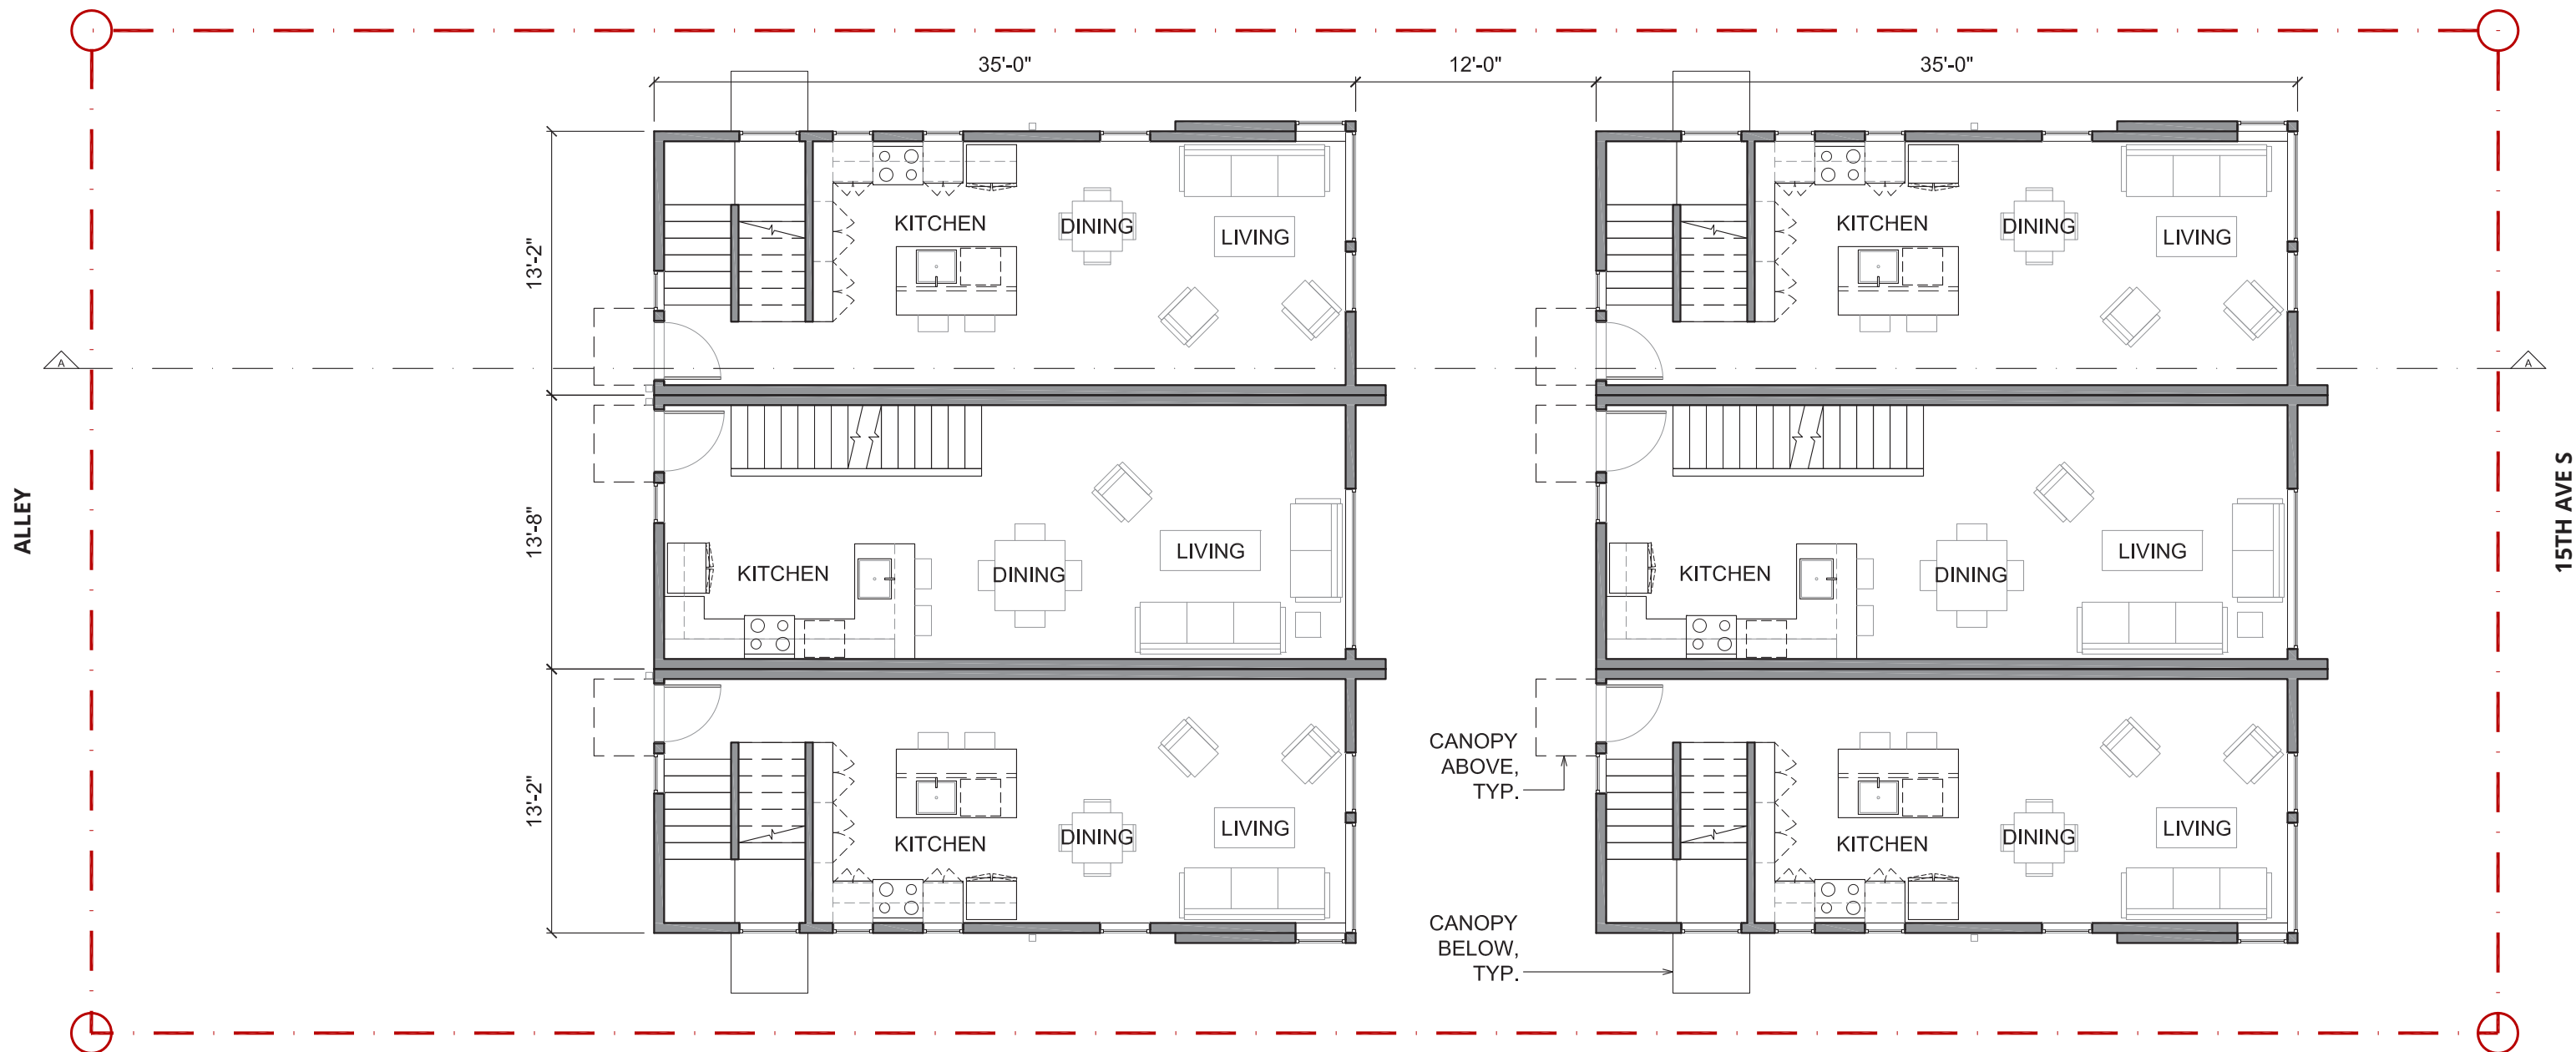 35'-0"
12'-0"
35'-0"
13'-2"
KITCHEN
DINING
LIVING
KITCHEN
DINING
LIVING
A
A
ALLEY
13'-8"
KITCHEN
DINING
LIVING
KITCHEN
DINING
LIVING
15TH AVE S
13'-2"
KITCHEN
DINING
LIVING
CANOPY
ABOVE,
TYP.
KITCHEN
DINING
LIVING
CANOPY
BELOW,
TYP.